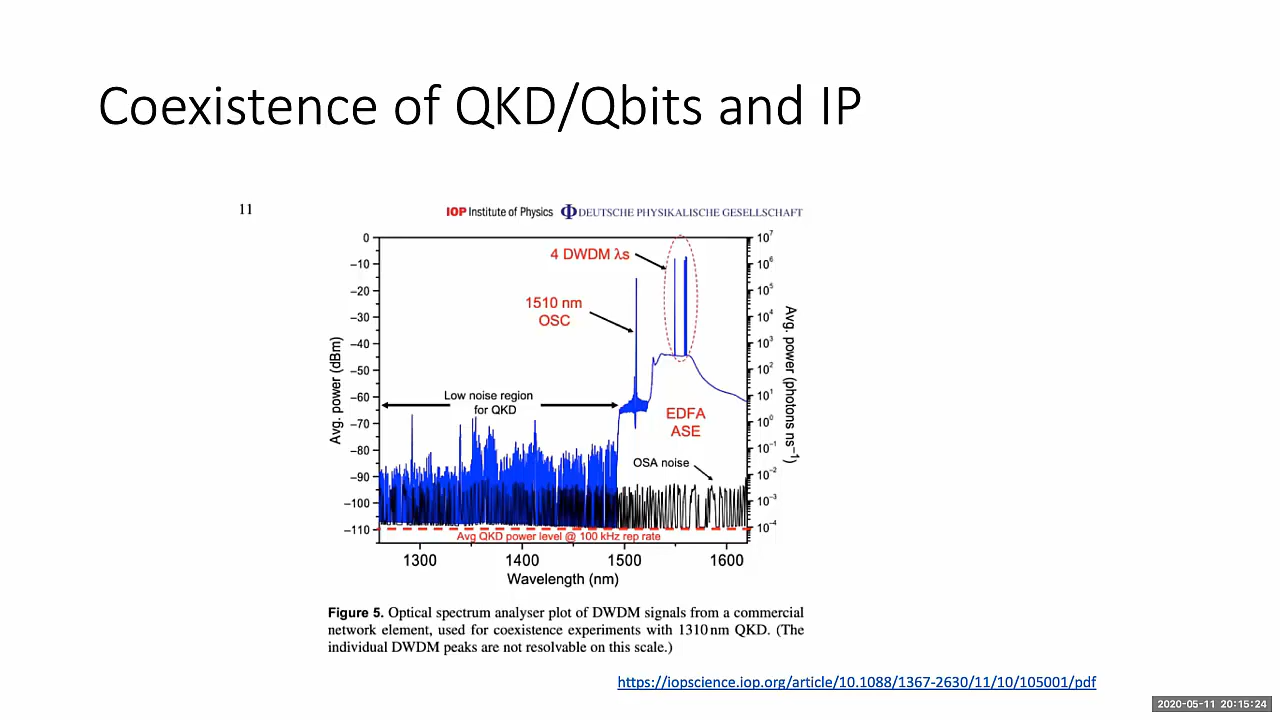 Coexistence of QKD/Qbits and IP
11
IOP Institute of Physics ΦDEUTSCHE PHYSIKALISCHE GESELLSCHAFT
0
−10
−20
−30
−40
−50
−60
−70
−80
−90
−100
−110
Avg. power (dBm)
10⁷
10⁶
10⁵
10⁴
10³
10²
10¹
10⁰
10⁻¹
10⁻²
10⁻³
10⁻⁴
Avg. power (photons ns⁻¹)
4 DWDM λs
1510 nm
OSC
Low noise region
for QKD
EDFA
ASE
OSA noise
Avg QKD power level @ 100 kHz rep rate
1300
1400
1500
1600
Wavelength (nm)
Figure 5. Optical spectrum analyser plot of DWDM signals from a commercial
network element, used for coexistence experiments with 1310 nm QKD. (The
individual DWDM peaks are not resolvable on this scale.)
https://iopscience.iop.org/article/10.1088/1367-2630/11/10/105001/pdf
2020-05-11 20:15:24